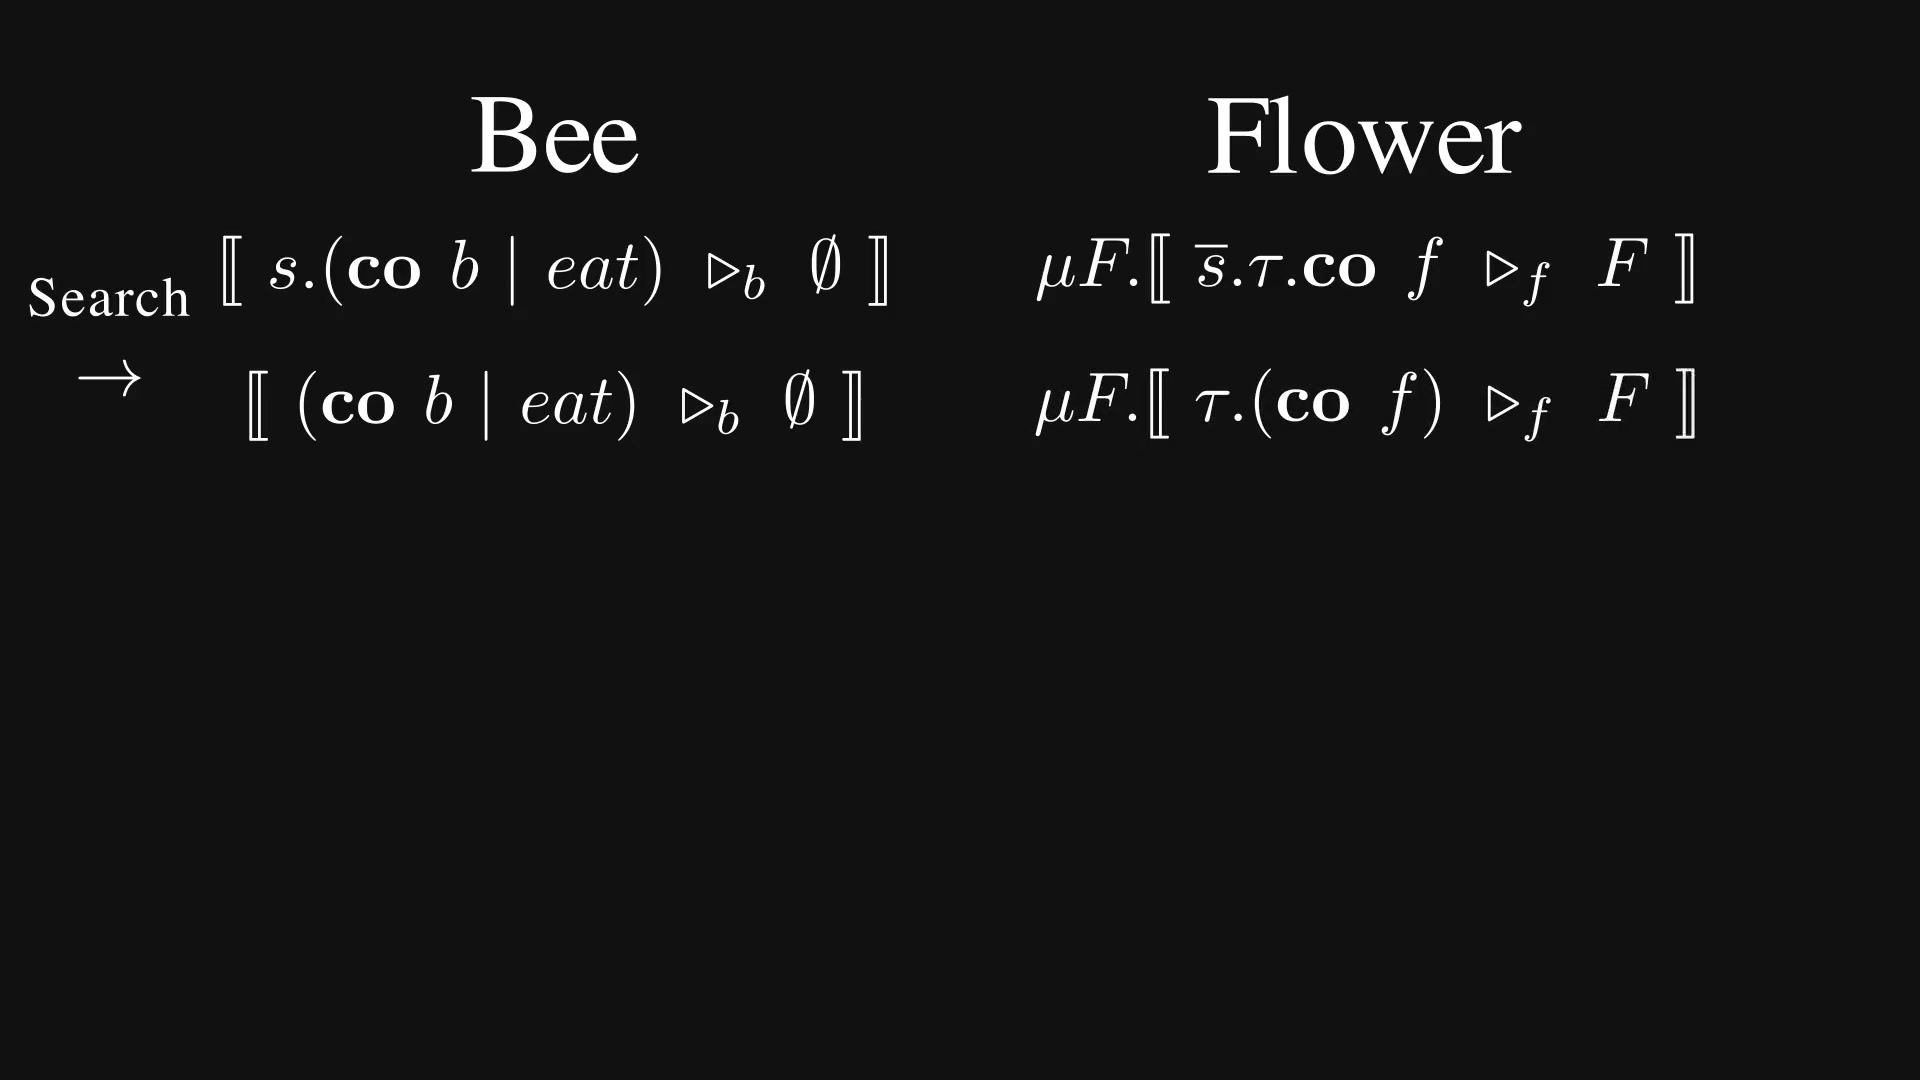 Bee Flower
⟦ s.(co b | eat) ▷_b ∅ ⟧ μF.⟦ s̅.τ.co f ▷_f F ⟧
Search
→
⟦ (co b | eat) ▷_b ∅ ⟧ μF.⟦ τ.(co f) ▷_f F ⟧